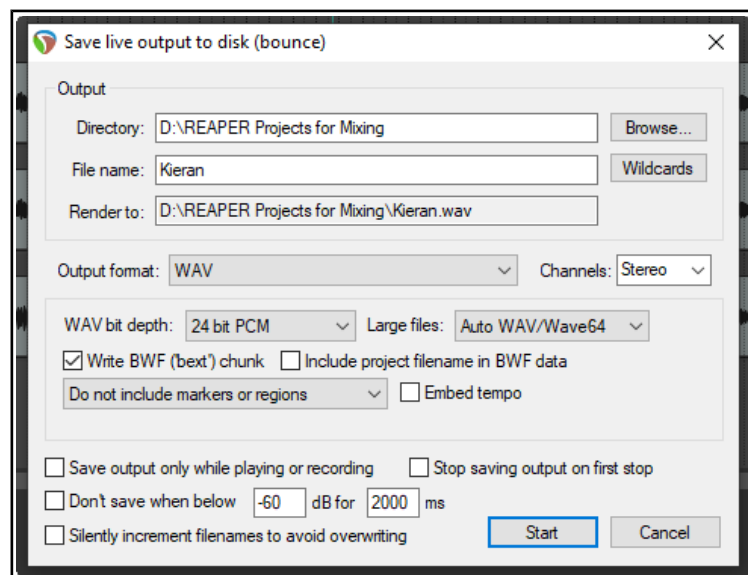 Save live output to disk (bounce)
Output
Directory: D:\REAPER Projects for Mixing Browse...
File name: Kieran Wildcards
Render to: D:\REAPER Projects for Mixing\Kieran.wav
Output format: WAV Channels: Stereo
WAV bit depth: 24 bit PCM Large files: Auto WAV/Wave64
Write BWF ('bext') chunk Include project filename in BWF data
Do not include markers or regions Embed tempo
Save output only while playing or recording Stop saving output on first stop
Don't save when below -60 dB for 2000 ms
Silently increment filenames to avoid overwriting Start Cancel